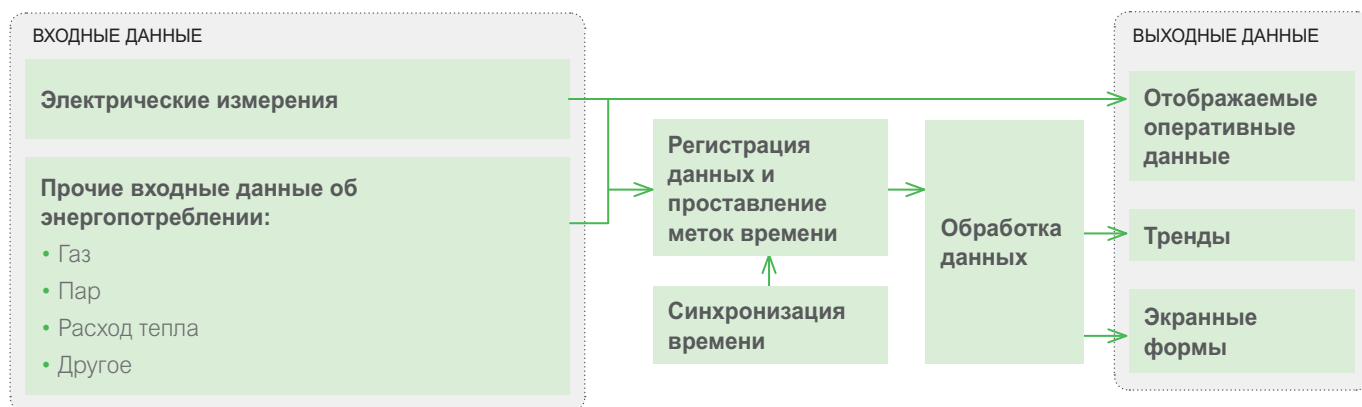 ВХОДНЫЕ ДАННЫЕ
Электрические измерения
Прочие входные данные об
энергопотреблении:
• Газ
• Пар
• Расход тепла
• Другое
Регистрация
данных и
проставление
меток времени
Синхронизация
времени
Обработка
данных
ВЫХОДНЫЕ ДАННЫЕ
Отображаемые
оперативные
данные
Тренды
Экранные
формы